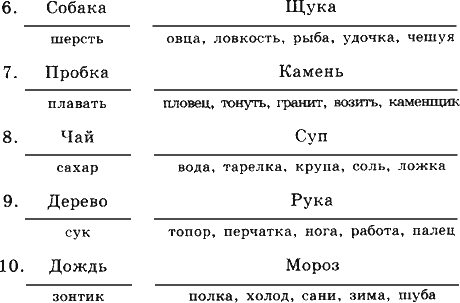 6. Собака Щука
шерсть овца, ловкость, рыба, удочка, чешуя
7. Пробка Камень
плавать пловец, тонуть, гранит, возить, каменщик
8. Чай Суп
сахар вода, тарелка, крупа, соль, ложка
9. Дерево Рука
сук топор, перчатка, нога, работа, палец
10. Дождь Мороз
зонтик полка, холод, сани, зима, шуба